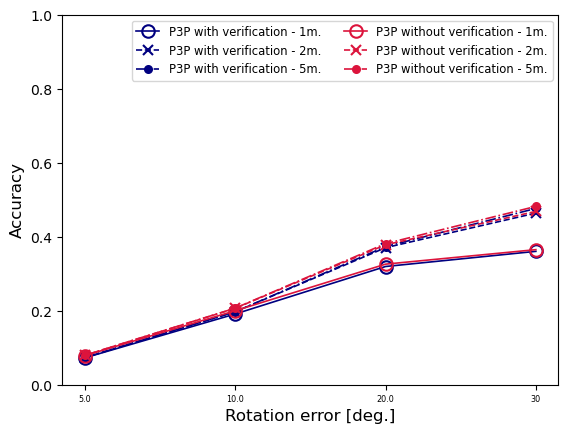 P3P with verification - 1m.
P3P with verification - 2m.
P3P with verification - 5m.
P3P without verification - 1m.
P3P without verification - 2m.
P3P without verification - 5m.
Accuracy
1.0
0.8
0.6
0.4
0.2
0.0
5.0 10.0 20.0 30
Rotation error [deg.]